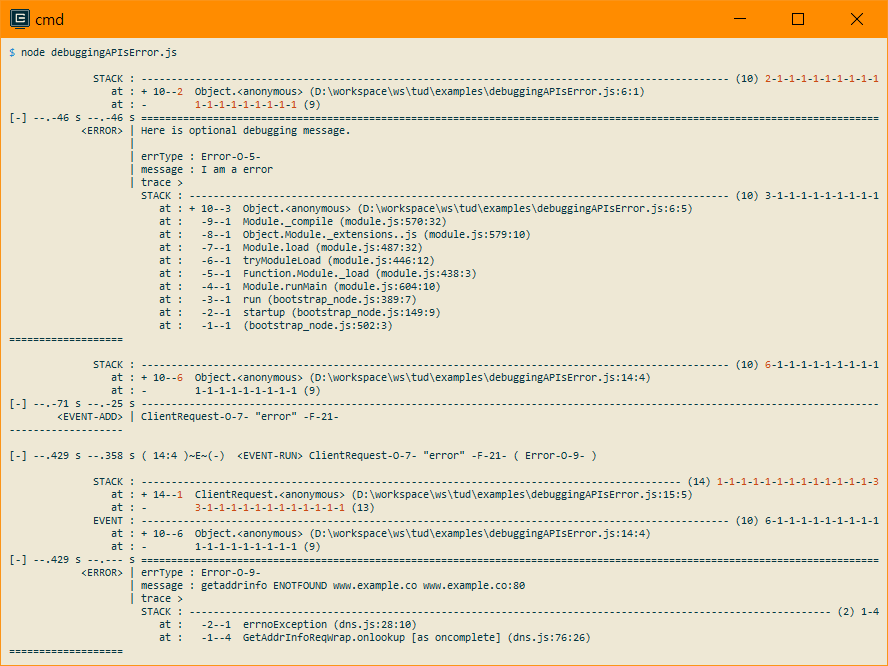 cmd
$ node debuggingAPIsError.js
STACK : -------------------------------------------------------------------------------------------------- (10) 2-1-1-1-1-1-1-1-1-1
at : + 10--2  Object.<anonymous> (D:\workspace\ws\tud\examples\debuggingAPIsError.js:6:1)
at : -        1-1-1-1-1-1-1-1-1 (9)
[-] --.-46 s --.-46 s ============================================================================================================================
<ERROR> | Here is optional debugging message.
|
| errType : Error-O-5-
| message : I am a error
| trace >
STACK : ------------------------------------------------------------------------------------------ (10) 3-1-1-1-1-1-1-1-1-1
at : + 10--3  Object.<anonymous> (D:\workspace\ws\tud\examples\debuggingAPIsError.js:6:5)
at :   -9--1  Module._compile (module.js:570:32)
at :   -8--1  Object.Module._extensions..js (module.js:579:10)
at :   -7--1  Module.load (module.js:487:32)
at :   -6--1  tryModuleLoad (module.js:446:12)
at :   -5--1  Function.Module._load (module.js:438:3)
at :   -4--1  Module.runMain (module.js:604:10)
at :   -3--1  run (bootstrap_node.js:389:7)
at :   -2--1  startup (bootstrap_node.js:149:9)
at :   -1--1  (bootstrap_node.js:502:3)
===================
STACK : -------------------------------------------------------------------------------------------------- (10) 6-1-1-1-1-1-1-1-1-1
at : + 10--6  Object.<anonymous> (D:\workspace\ws\tud\examples\debuggingAPIsError.js:14:4)
at : -        1-1-1-1-1-1-1-1-1 (9)
[-] --.-71 s --.-25 s ----------------------------------------------------------------------------------------------------------------------------
<EVENT-ADD> | ClientRequest-O-7- "error" -F-21-
-------------------
[-] --.429 s --.358 s ( 14:4 )~E~(-)  <EVENT-RUN> ClientRequest-O-7- "error" -F-21- ( Error-O-9- )
STACK : ------------------------------------------------------------------------------------------ (14) 1-1-1-1-1-1-1-1-1-1-1-1-1-3
at : + 14--1  ClientRequest.<anonymous> (D:\workspace\ws\tud\examples\debuggingAPIsError.js:15:5)
at : -        3-1-1-1-1-1-1-1-1-1-1-1-1 (13)
EVENT : -------------------------------------------------------------------------------------------------- (10) 6-1-1-1-1-1-1-1-1-1
at : + 10--6  Object.<anonymous> (D:\workspace\ws\tud\examples\debuggingAPIsError.js:14:4)
at : -        1-1-1-1-1-1-1-1-1 (9)
[-] --.429 s --.--- s ============================================================================================================================
<ERROR> | errType : Error-O-9-
| message : getaddrinfo ENOTFOUND www.example.co www.example.co:80
| trace >
STACK : ----------------------------------------------------------------------------------------------------------- (2) 1-4
at :   -2--1  errnoException (dns.js:28:10)
at :   -1--4  GetAddrInfoReqWrap.onlookup [as oncomplete] (dns.js:76:26)
===================